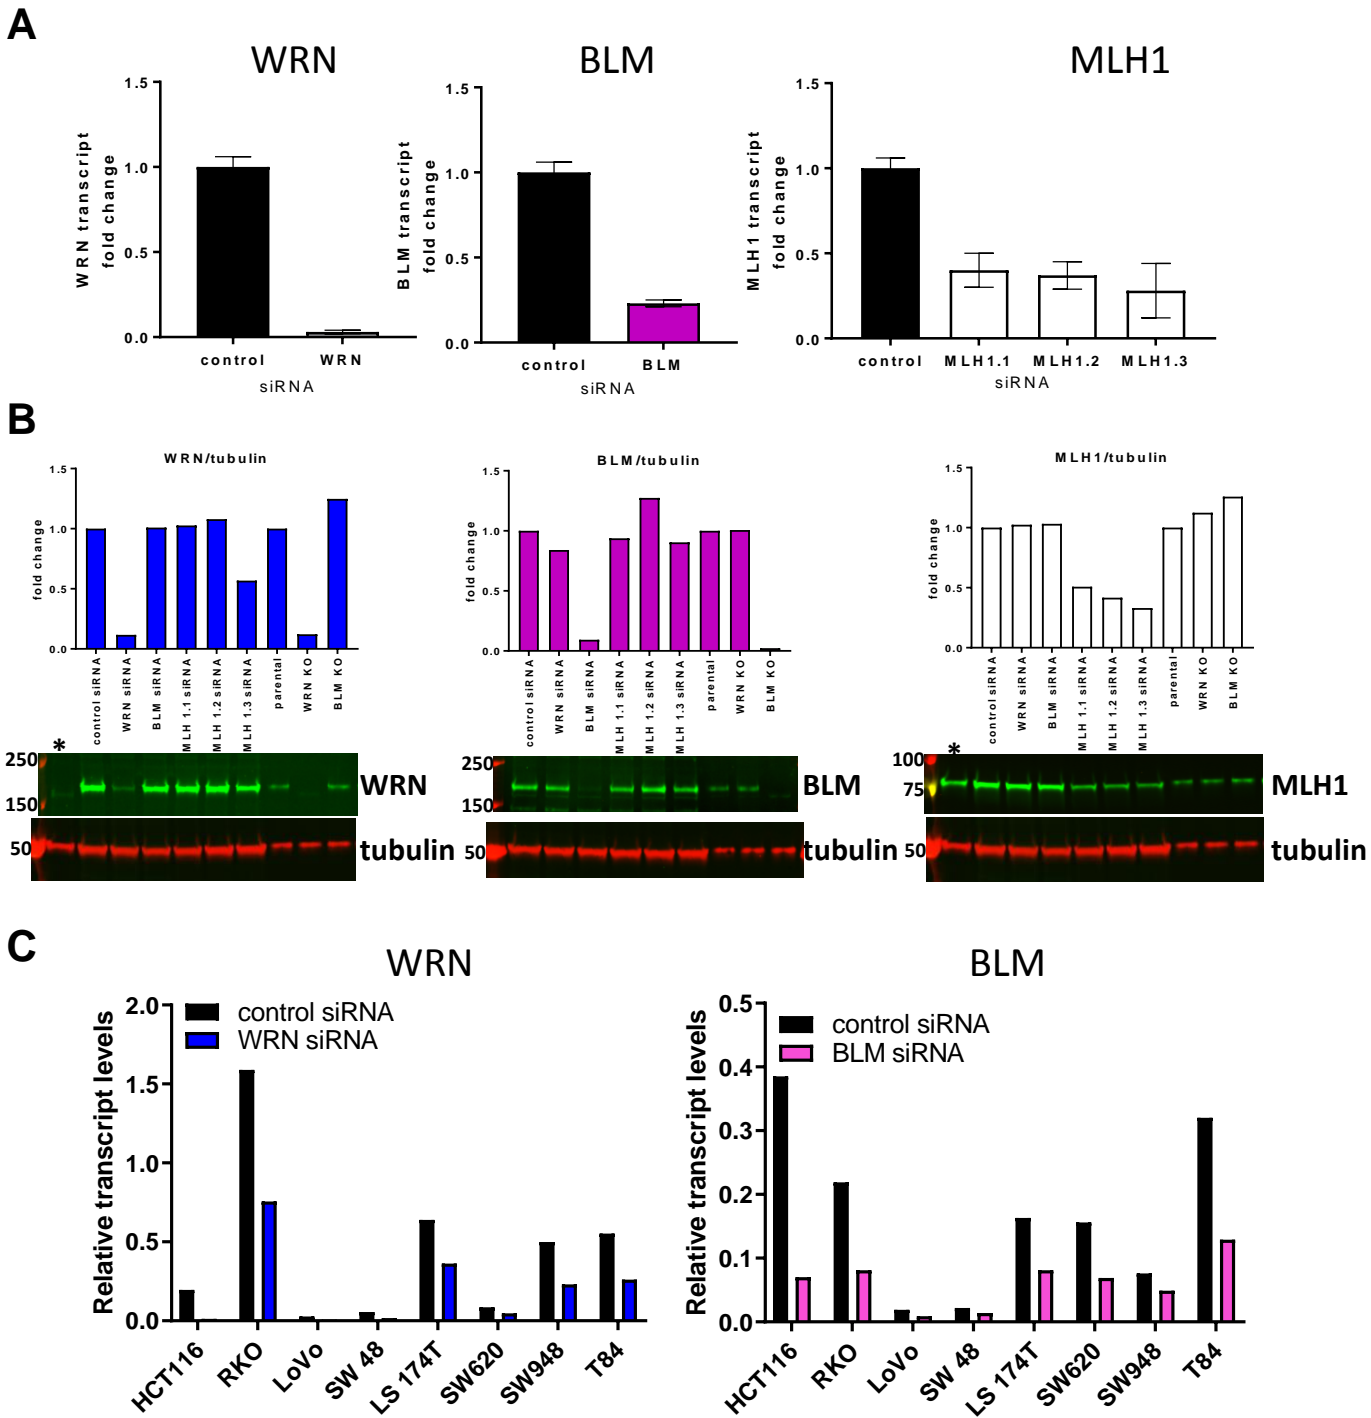 A
WRN
BLM
MLH1
WRN transcript
fold change
1.5
1.0
0.5
0.0
control
WRN
siRNA
BLM transcript
fold change
1.5
1.0
0.5
0.0
control
BLM
siRNA
MLH1 transcript
fold change
1.5
1.0
0.5
0.0
control
MLH1.1
MLH1.2
MLH1.3
siRNA
B
WRN/tubulin
fold change
1.5
1.0
0.5
0.0
control siRNA
WRN siRNA
BLM siRNA
MLH 1.1 siRNA
MLH 1.2 siRNA
MLH 1.3 siRNA
parental
WRN KO
BLM KO
*
250
150
WRN
50
tubulin
BLM/tubulin
fold change
1.5
1.0
0.5
0.0
control siRNA
WRN siRNA
BLM siRNA
MLH 1.1 siRNA
MLH 1.2 siRNA
MLH 1.3 siRNA
parental
WRN KO
BLM KO
250
150
BLM
50
tubulin
MLH1/tubulin
fold change
1.5
1.0
0.5
0.0
control siRNA
WRN siRNA
BLM siRNA
MLH 1.1 siRNA
MLH 1.2 siRNA
MLH 1.3 siRNA
parental
WRN KO
BLM KO
*
100
75
MLH1
50
tubulin
C
WRN
Relative transcript levels
2.0
1.5
1.0
0.5
0.0
control siRNA
WRN siRNA
HCT116
RKO
LoVo
SW 48
LS 174T
SW620
SW948
T84
BLM
Relative transcript levels
0.5
0.4
0.3
0.2
0.1
0.0
control siRNA
BLM siRNA
HCT116
RKO
LoVo
SW 48
LS 174T
SW620
SW948
T84